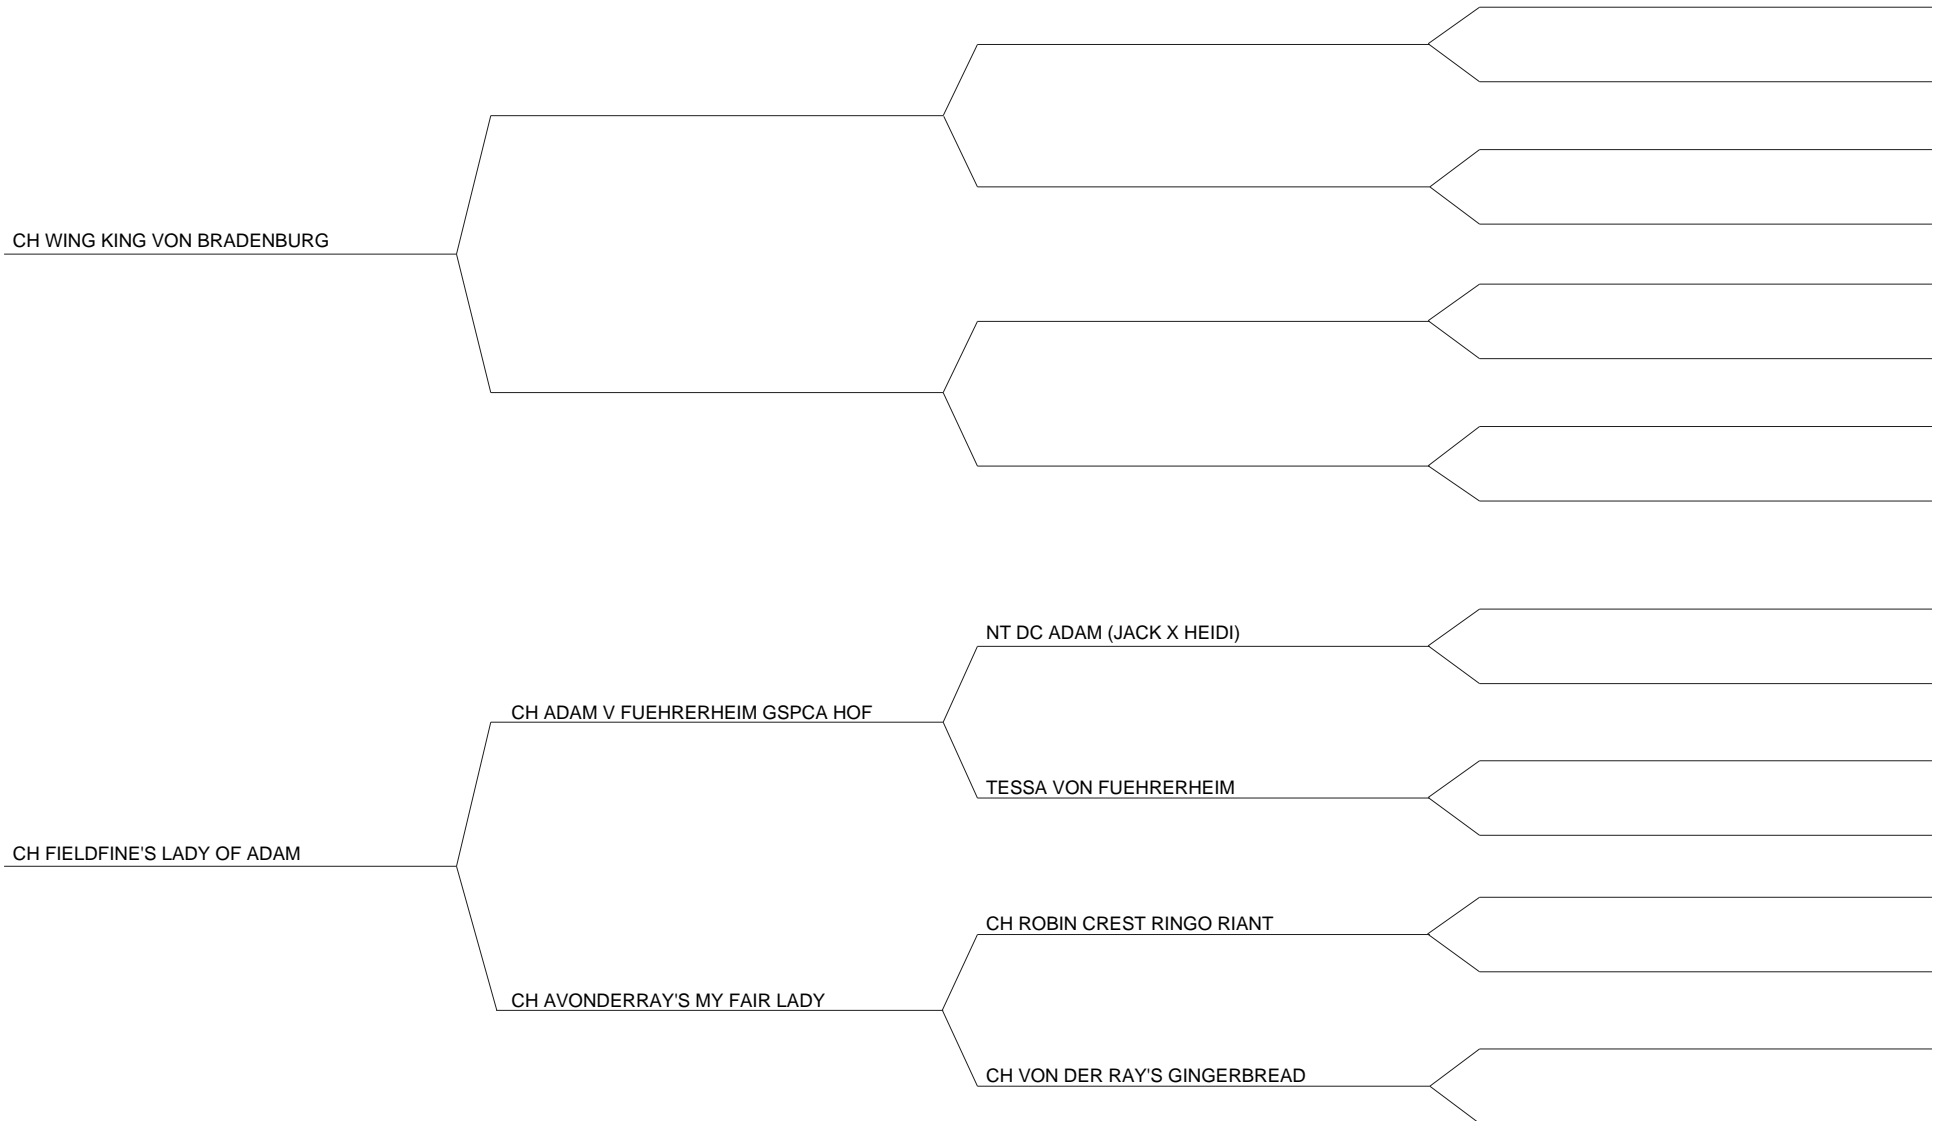 CH WING KING VON BRADENBURG
NT DC ADAM (JACK X HEIDI)
CH ADAM V FUEHRERHEIM GSPCA HOF
TESSA VON FUEHRERHEIM
CH FIELDFINE'S LADY OF ADAM
CH ROBIN CREST RINGO RIANT
CH AVONDERRAY'S MY FAIR LADY
CH VON DER RAY'S GINGERBREAD